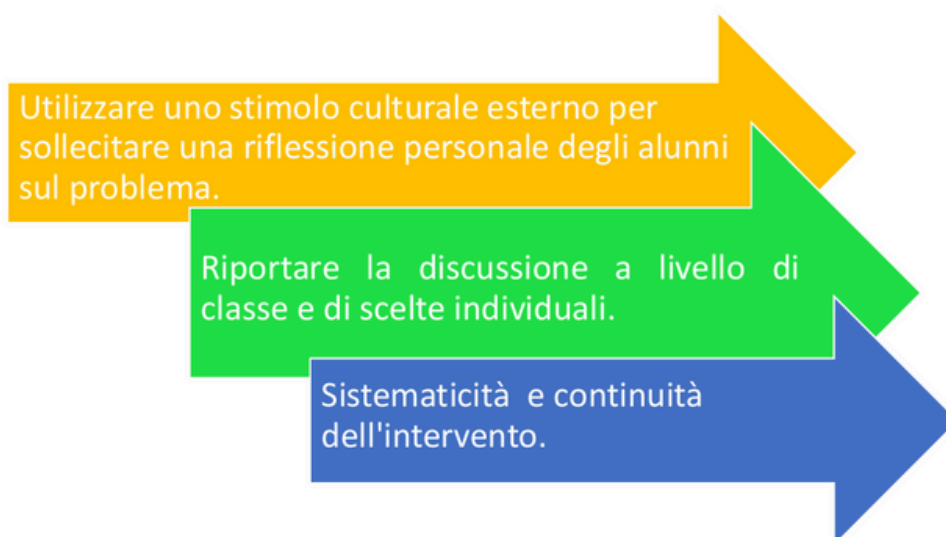 Utilizzare uno stimolo culturale esterno per
sollecitare una riflessione personale degli alunni
sul problema.
Riportare la discussione a livello di
classe e di scelte individuali.
Sistematicità e continuità
dell'intervento.